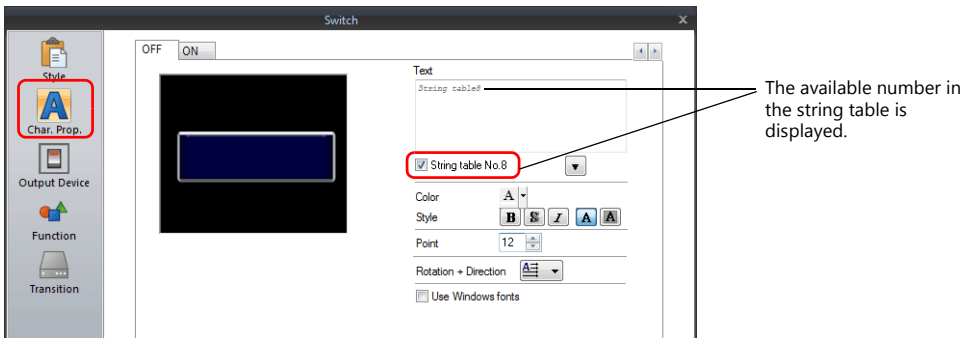 Switch
x
Style
Char. Prop.
Output Device
Function
Transition
OFF
ON
Text
String table8
String table No.8
Color
A
Style
B S I A A
Point
12
Rotation + Direction
A
Use Windows fonts
The available number in
the string table is
displayed.